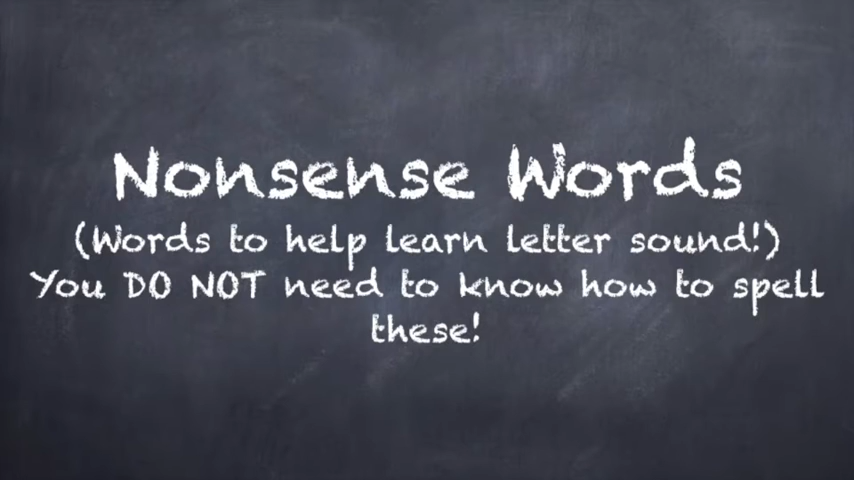 Nonsense Words
(Words to help learn letter sound!)
You DO NOT need to know how to spell
these!